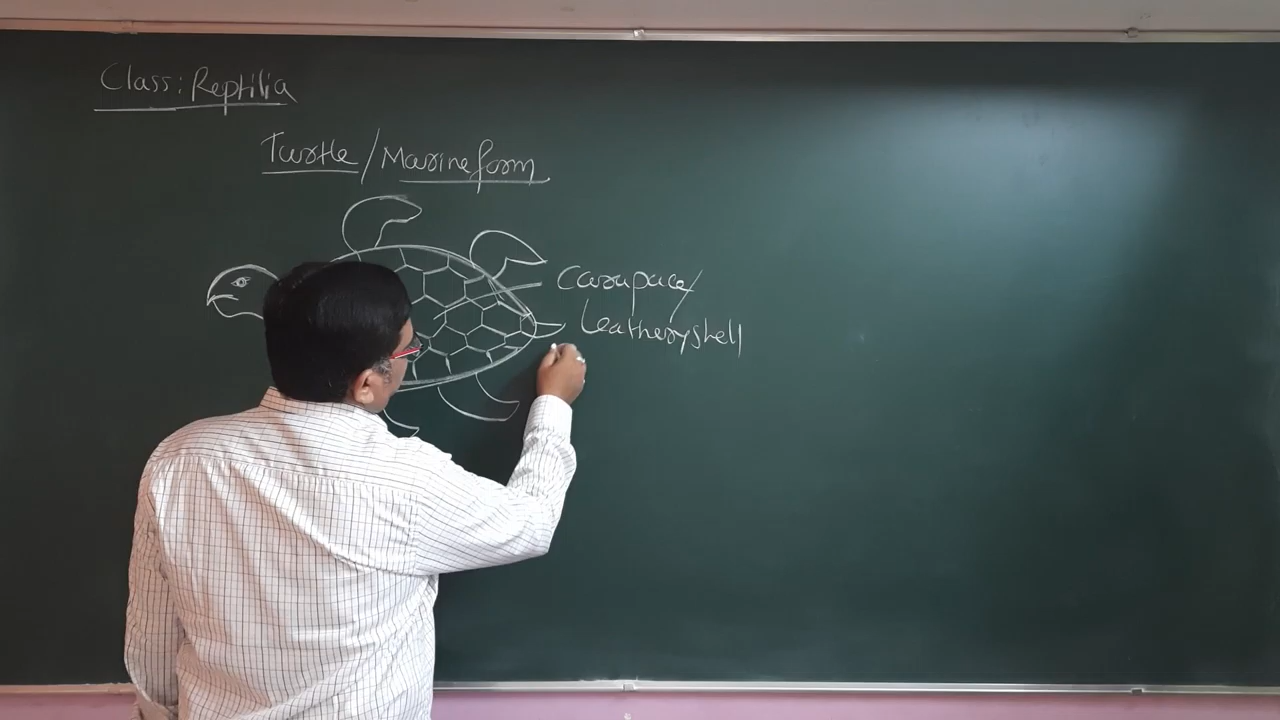 Class: Reptilia
Turtle/Marine form
Carapace/
Leathery shell